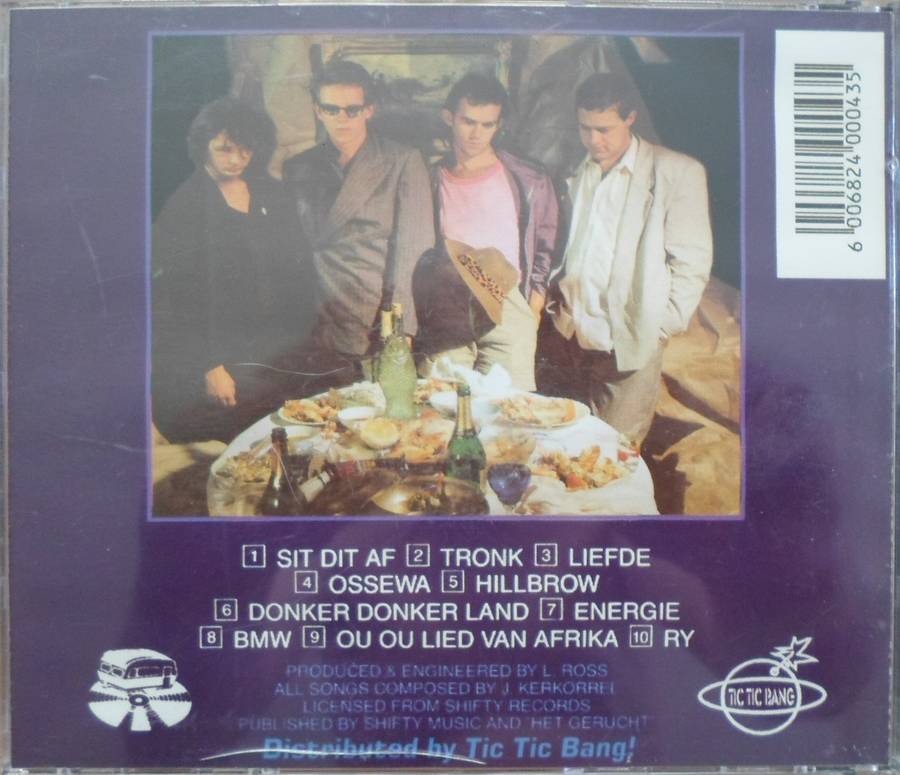 6 006824 000435
1 SIT DIT AF 2 TRONK 3 LIEFDE
4 OSSEWA 5 HILLBROW
6 DONKER DONKER LAND 7 ENERGIE
8 BMW 9 OU OU LIED VAN AFRIKA 10 RY
PRODUCED & ENGINEERED BY L. ROSS
ALL SONGS COMPOSED BY J. KERKORREL
LICENSED FROM SHIFTY RECORDS
PUBLISHED BY SHIFTY MUSIC AND 'HET GERUCHT'
Distributed by Tic Tic Bang!
TIC TIC BANG